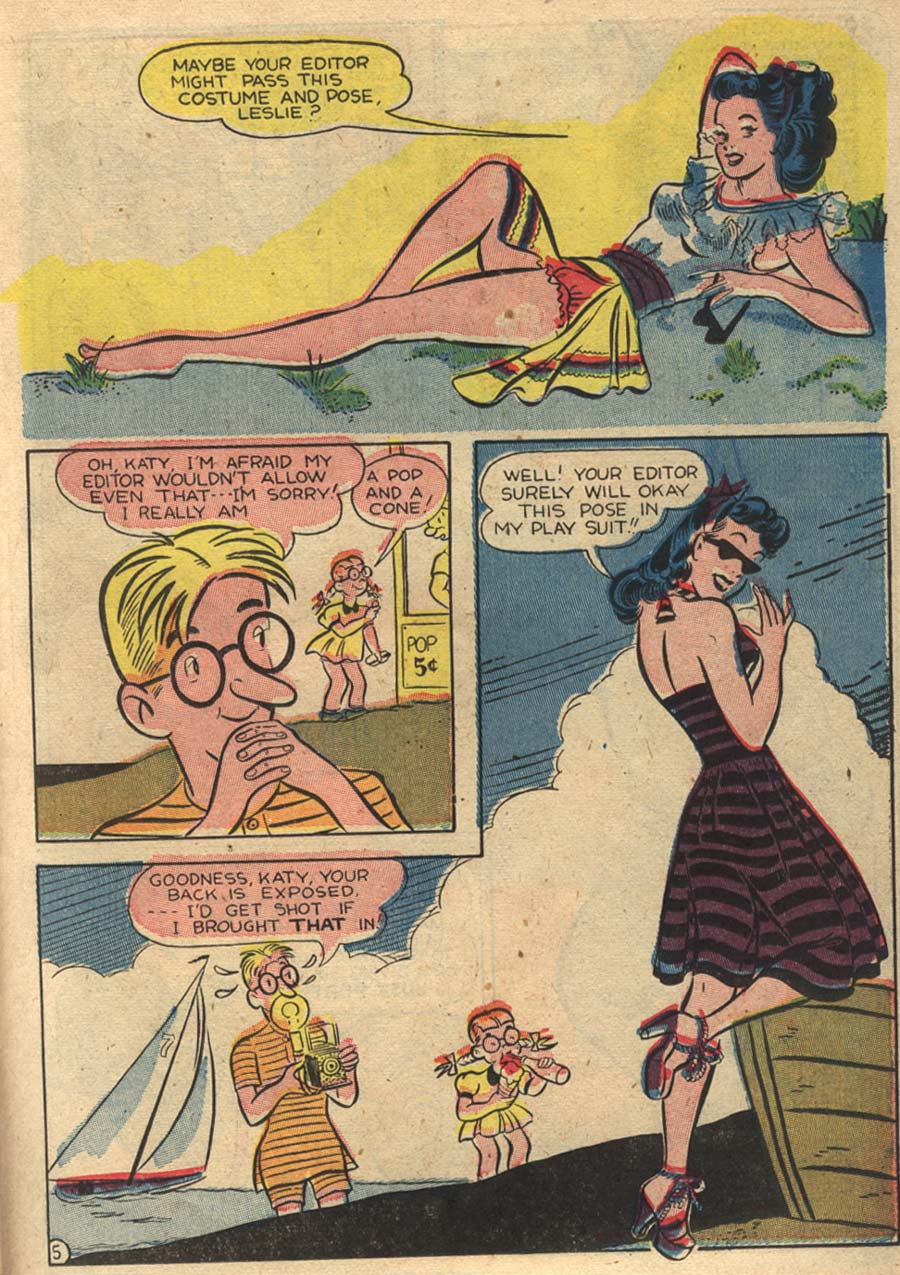 MAYBE YOUR EDITOR
MIGHT PASS THIS
COSTUME AND POSE,
LESLIE?
OH, KATY, I'M AFRAID MY
EDITOR WOULDN'T ALLOW
EVEN THAT---I'M SORRY!
I REALLY AM
A POP
AND A
CONE!
POP
5¢
WELL! YOUR EDITOR
SURELY WILL OKAY
THIS POSE IN
MY PLAY SUIT."
GOODNESS, KATY, YOUR
BACK IS EXPOSED.
---- I'D GET SHOT IF
I BROUGHT THAT IN!
5